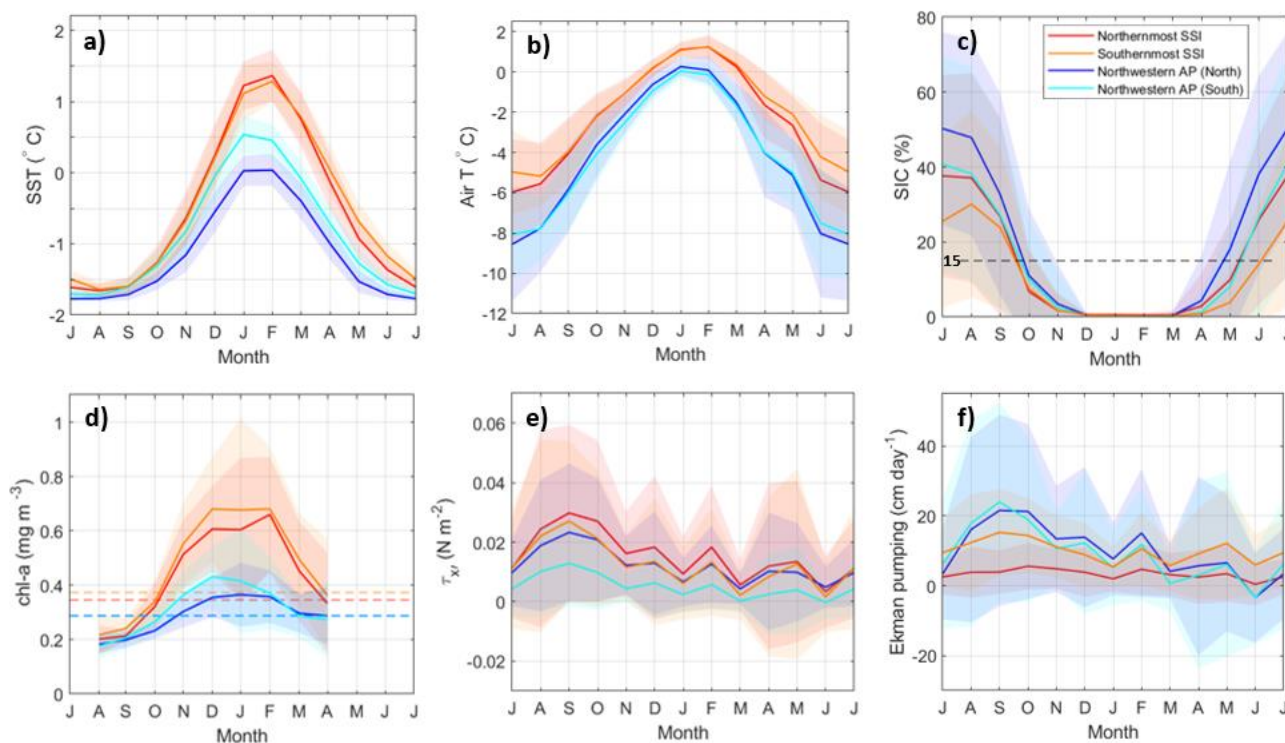 a)
2
1
0
-1
-2
SST (° C)
J A S O N D J F M A M J J
Month
b)
2
0
-2
-4
-6
-8
-10
-12
Air T (° C)
J A S O N D J F M A M J J
Month
c)
80
60
40
20
0
15
SIC (%)
Northernmost SSI
Southernmost SSI
Northwestern AP (North)
Northwestern AP (South)
J A S O N D J F M A M J J
Month
d)
1
0.8
0.6
0.4
0.2
0
chl-a (mg m⁻³)
J A S O N D J F M A M J J
Month
e)
0.06
0.04
0.02
0
-0.02
τₓ, (N m⁻²)
J A S O N D J F M A M J J
Month
f)
40
20
0
-20
Ekman pumping (cm day⁻¹)
J A S O N D J F M A M J J
Month